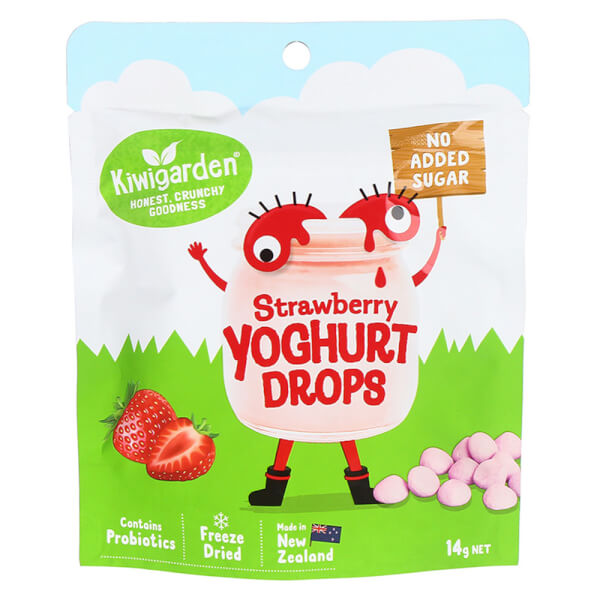 Kiwigarden®
HONEST, CRUNCHY
GOODNESS
NO
ADDED
SUGAR
Strawberry
YOGHURT
DROPS
Contains
Probiotics
Freeze
Dried
Made in
New
Zealand
14g NET